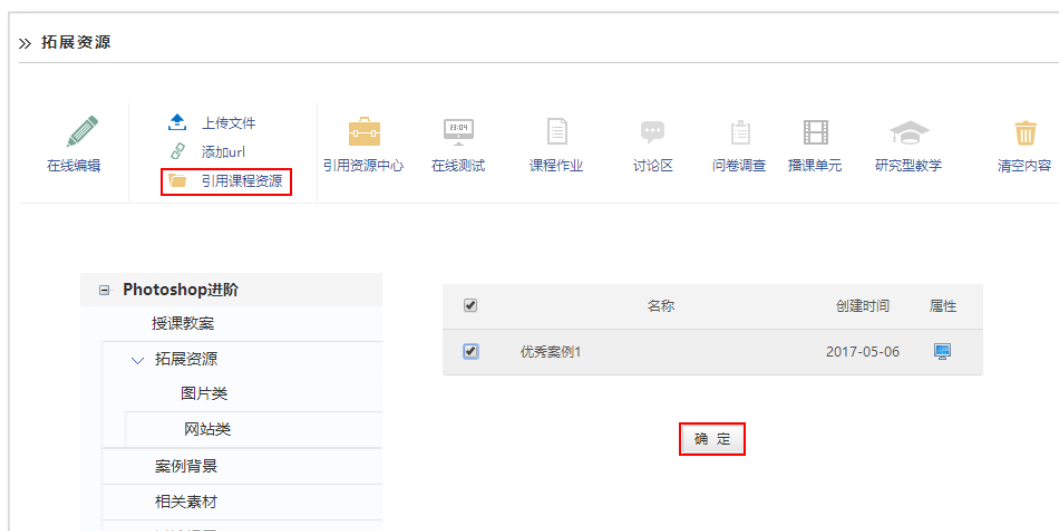 拓展资源
上传文件
添加url
引用课程资源
在线编辑
引用资源中心
在线测试
课程作业
讨论区
问卷调查
播课单元
研究型教学
清空内容
Photoshop进阶
授课教案
拓展资源
图片类
网站类
案例背景
相关素材
名称 创建时间 属性
优秀案例1 2017-05-06
确 定